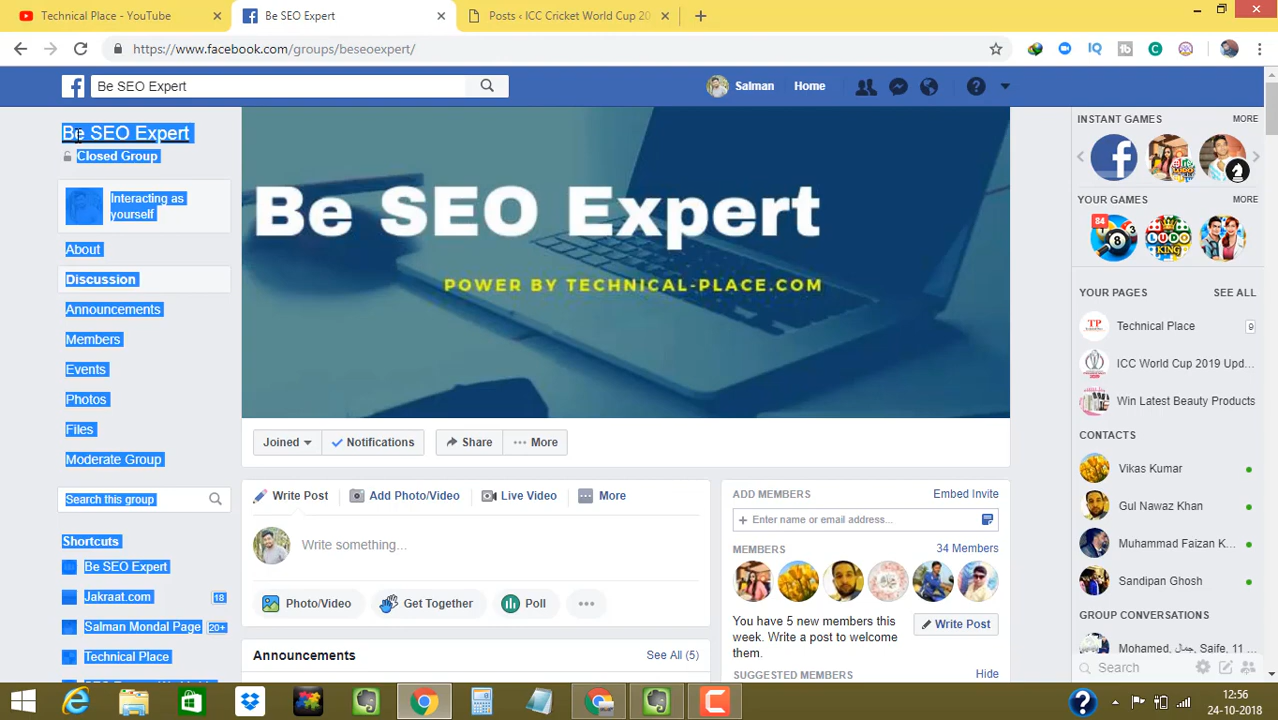 Technical Place - YouTube
Be SEO Expert
Posts ‹ ICC Cricket World Cup 20
https://www.facebook.com/groups/beseoexpert/
Be SEO Expert
Salman
Home
Be SEO Expert
Closed Group
Interacting as
yourself
About
Discussion
Announcements
Members
Events
Photos
Files
Moderate Group
Search this group
Shortcuts
Be SEO Expert
Jakraat.com 18
Salman Mondal Page 20+
Technical Place
Be SEO Expert
POWER BY TECHNICAL-PLACE.COM
Joined
Notifications
Share
More
Write Post
Add Photo/Video
Live Video
More
Write something...
Photo/Video
Get Together
Poll
Announcements
See All (5)
ADD MEMBERS
Embed Invite
Enter name or email address...
MEMBERS
34 Members
You have 5 new members this
week. Write a post to welcome
them.
Write Post
SUGGESTED MEMBERS
Hide
INSTANT GAMES
MORE
YOUR GAMES
MORE
84
YOUR PAGES
SEE ALL
Technical Place 9
ICC World Cup 2019 Upd...
Win Latest Beauty Products
CONTACTS
Vikas Kumar
Gul Nawaz Khan
Muhammad Faizan K...
Sandipan Ghosh
GROUP CONVERSATIONS
Search
12:56
24-10-2018